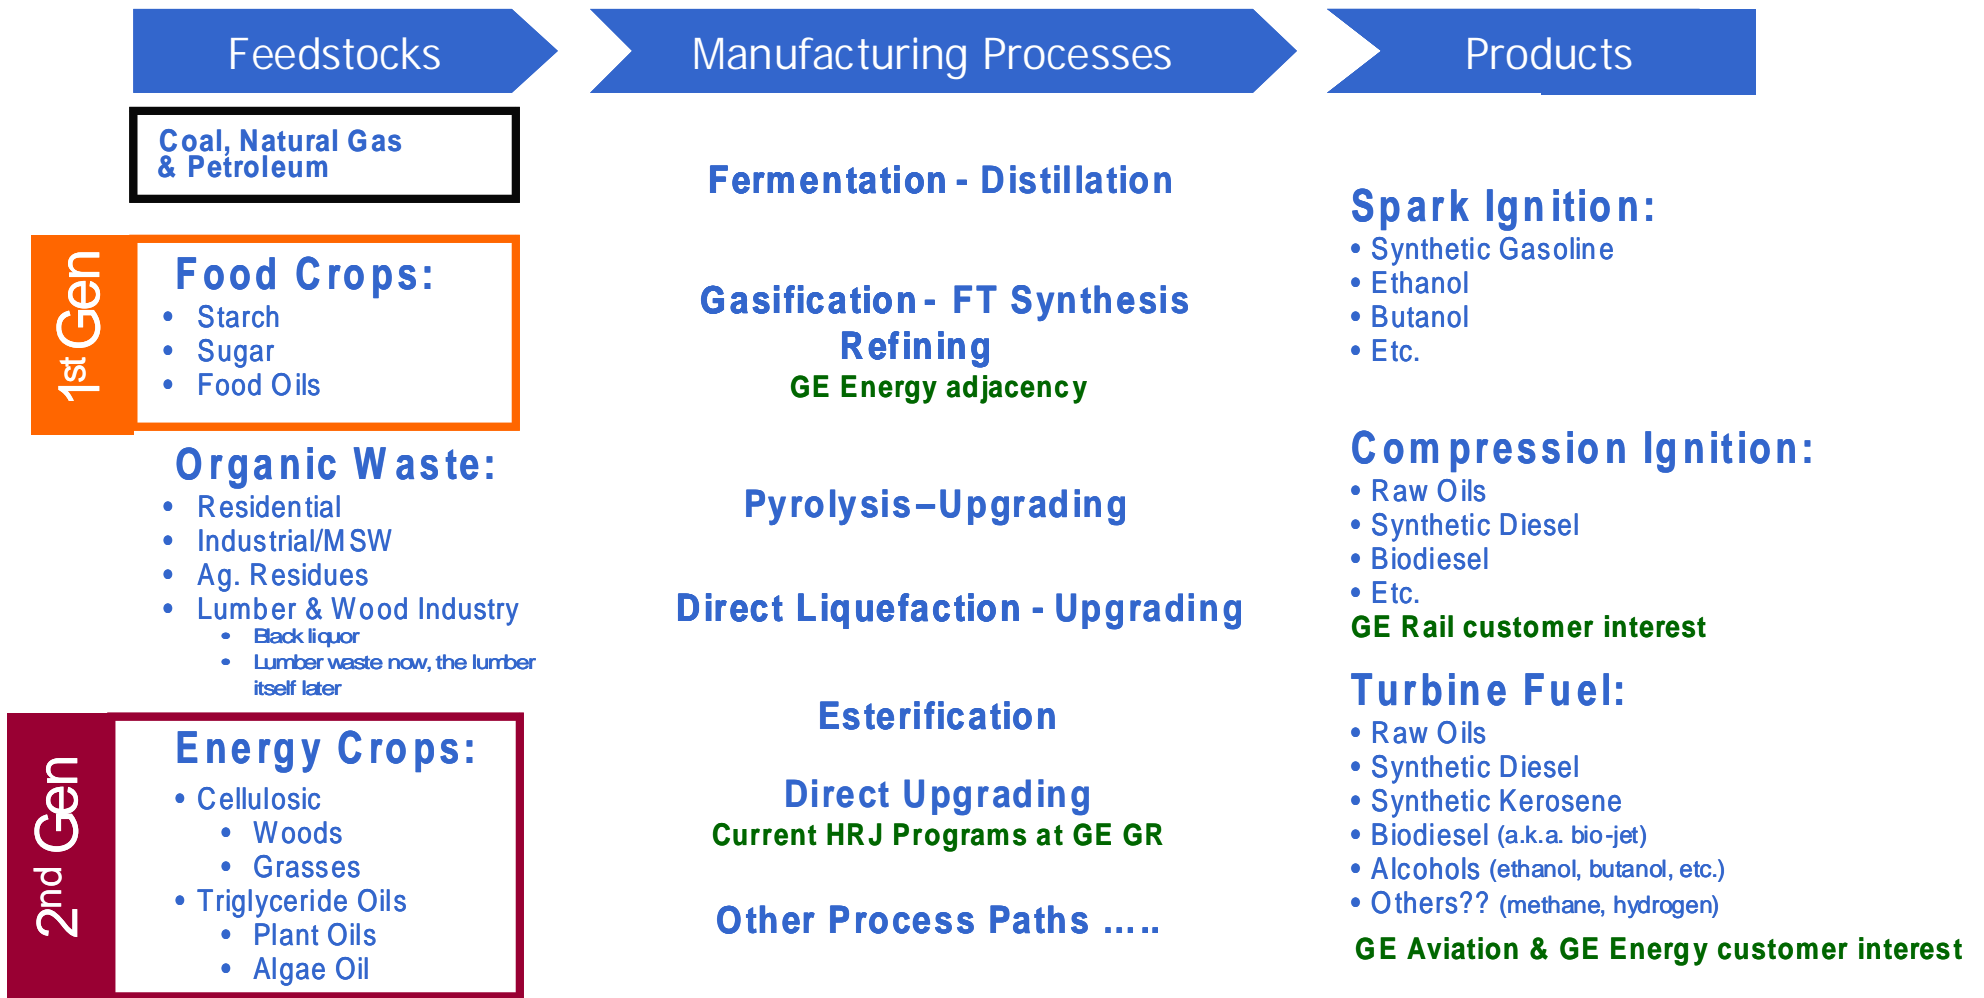 Feedstocks
Manufacturing Processes
Products
Coal, Natural Gas
& Petroleum
1st Gen
Food Crops:
• Starch
• Sugar
• Food Oils
Organic Waste:
• Residential
• Industrial/MSW
• Ag. Residues
• Lumber & Wood Industry
• Black liquor
• Lumber waste now, the lumber
itself later
2nd Gen
Energy Crops:
• Cellulosic
• Woods
• Grasses
• Triglyceride Oils
• Plant Oils
• Algae Oil
Fermentation - Distillation
Gasification - FT Synthesis
Refining
GE Energy adjacency
Pyrolysis–Upgrading
Direct Liquefaction - Upgrading
Esterification
Direct Upgrading
Current HRJ Programs at GE GR
Other Process Paths …..
Spark Ignition:
• Synthetic Gasoline
• Ethanol
• Butanol
• Etc.
Compression Ignition:
• Raw Oils
• Synthetic Diesel
• Biodiesel
• Etc.
GE Rail customer interest
Turbine Fuel:
• Raw Oils
• Synthetic Diesel
• Synthetic Kerosene
• Biodiesel (a.k.a. bio-jet)
• Alcohols (ethanol, butanol, etc.)
• Others?? (methane, hydrogen)
GE Aviation & GE Energy customer interest